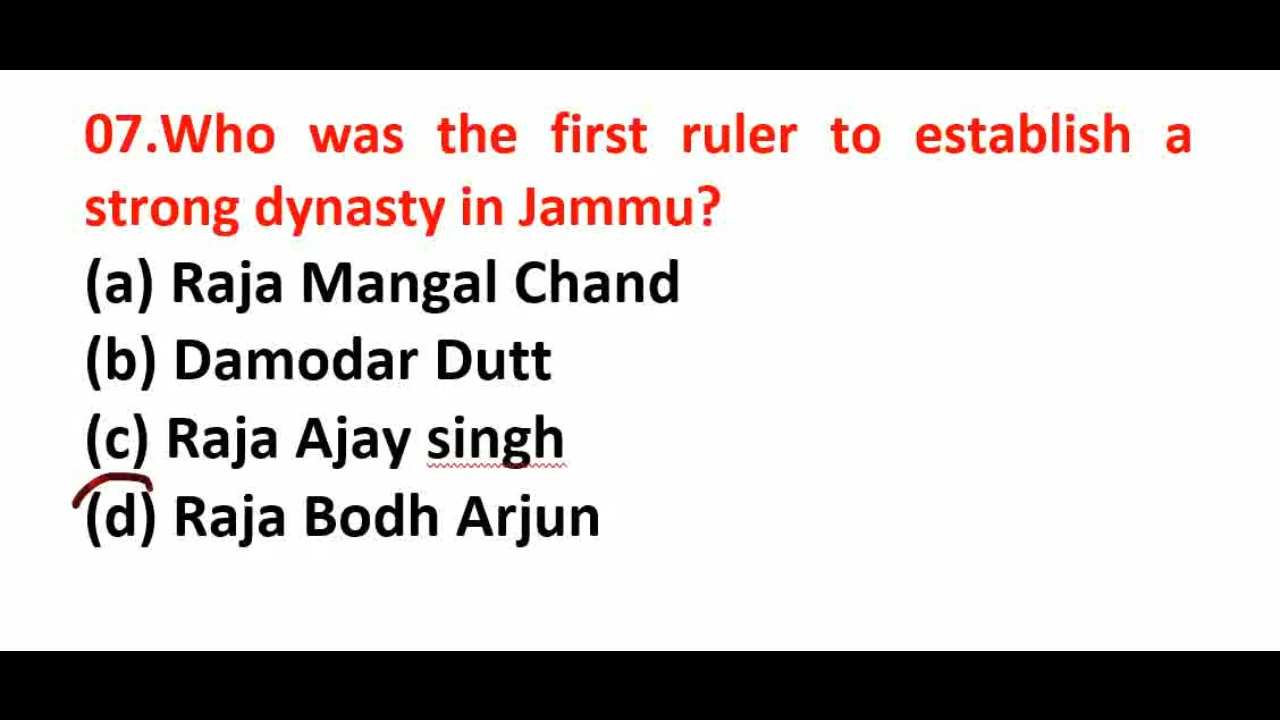 07.Who was the first ruler to establish a
strong dynasty in Jammu?
(a) Raja Mangal Chand
(b) Damodar Dutt
(c) Raja Ajay singh
(d) Raja Bodh Arjun